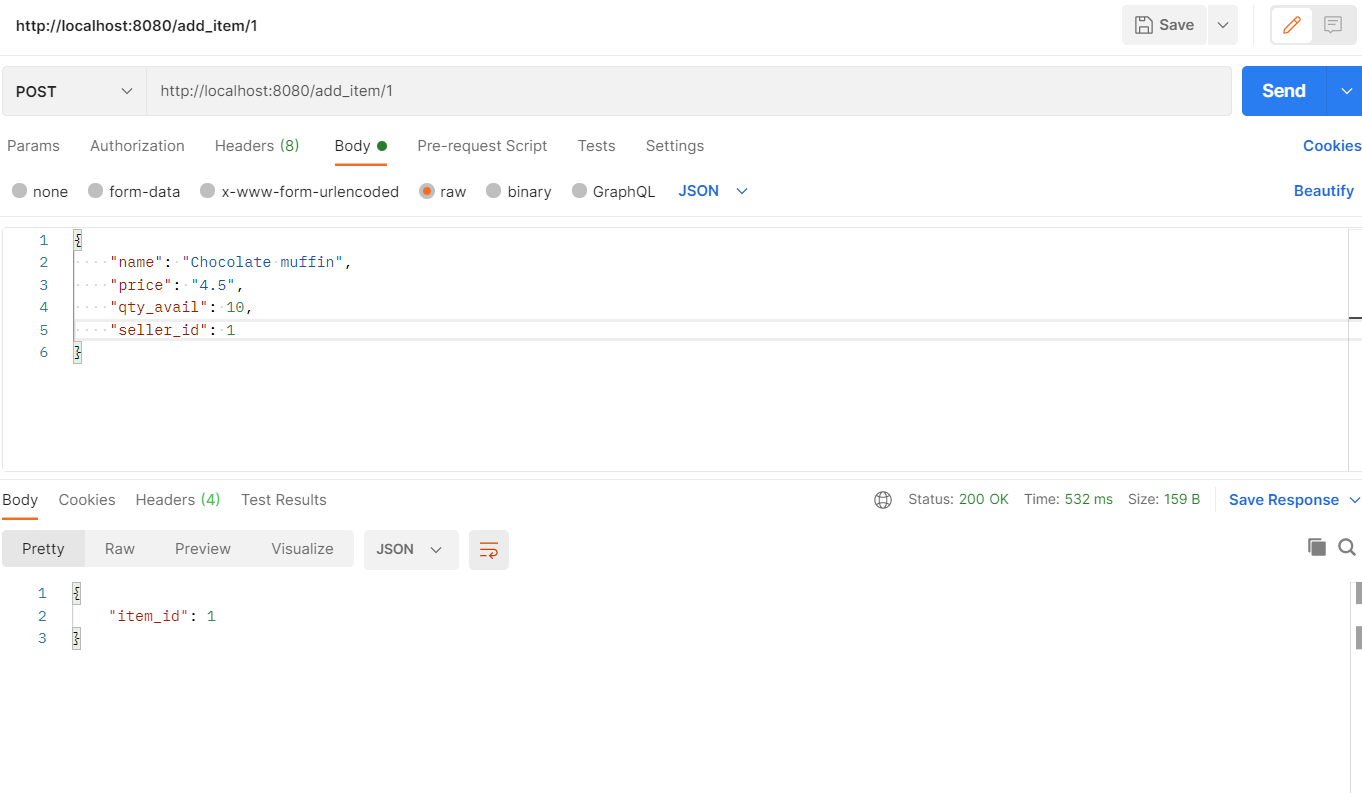 http://localhost:8080/add_item/1 Save
POST http://localhost:8080/add_item/1 Send
Params Authorization Headers (8) Body Pre-request Script Tests Settings Cookies
none form-data x-www-form-urlencoded raw binary GraphQL JSON Beautify
1 {
2 "name": "Chocolate muffin",
3 "price": "4.5",
4 "qty_avail": 10,
5 "seller_id": 1
6 }
Body Cookies Headers (4) Test Results Status: 200 OK Time: 532 ms Size: 159 B Save Response
Pretty Raw Preview Visualize JSON
1 {
2 "item_id": 1
3 }